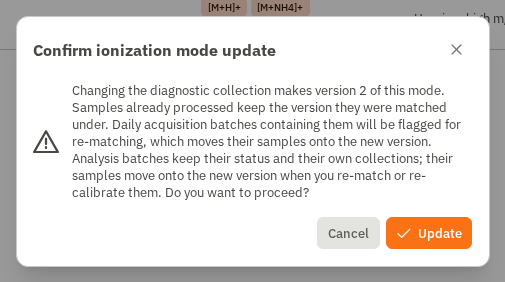 [M+H]+ [M+NH4]+
Confirm ionization mode update
Changing the diagnostic collection makes version 2 of this mode.
Samples already processed keep the version they were matched
under. Daily acquisition batches containing them will be flagged for
re-matching, which moves their samples onto the new version.
Analysis batches keep their status and their own collections; their
samples move onto the new version when you re-match or re-
calibrate them. Do you want to proceed?
Cancel Update